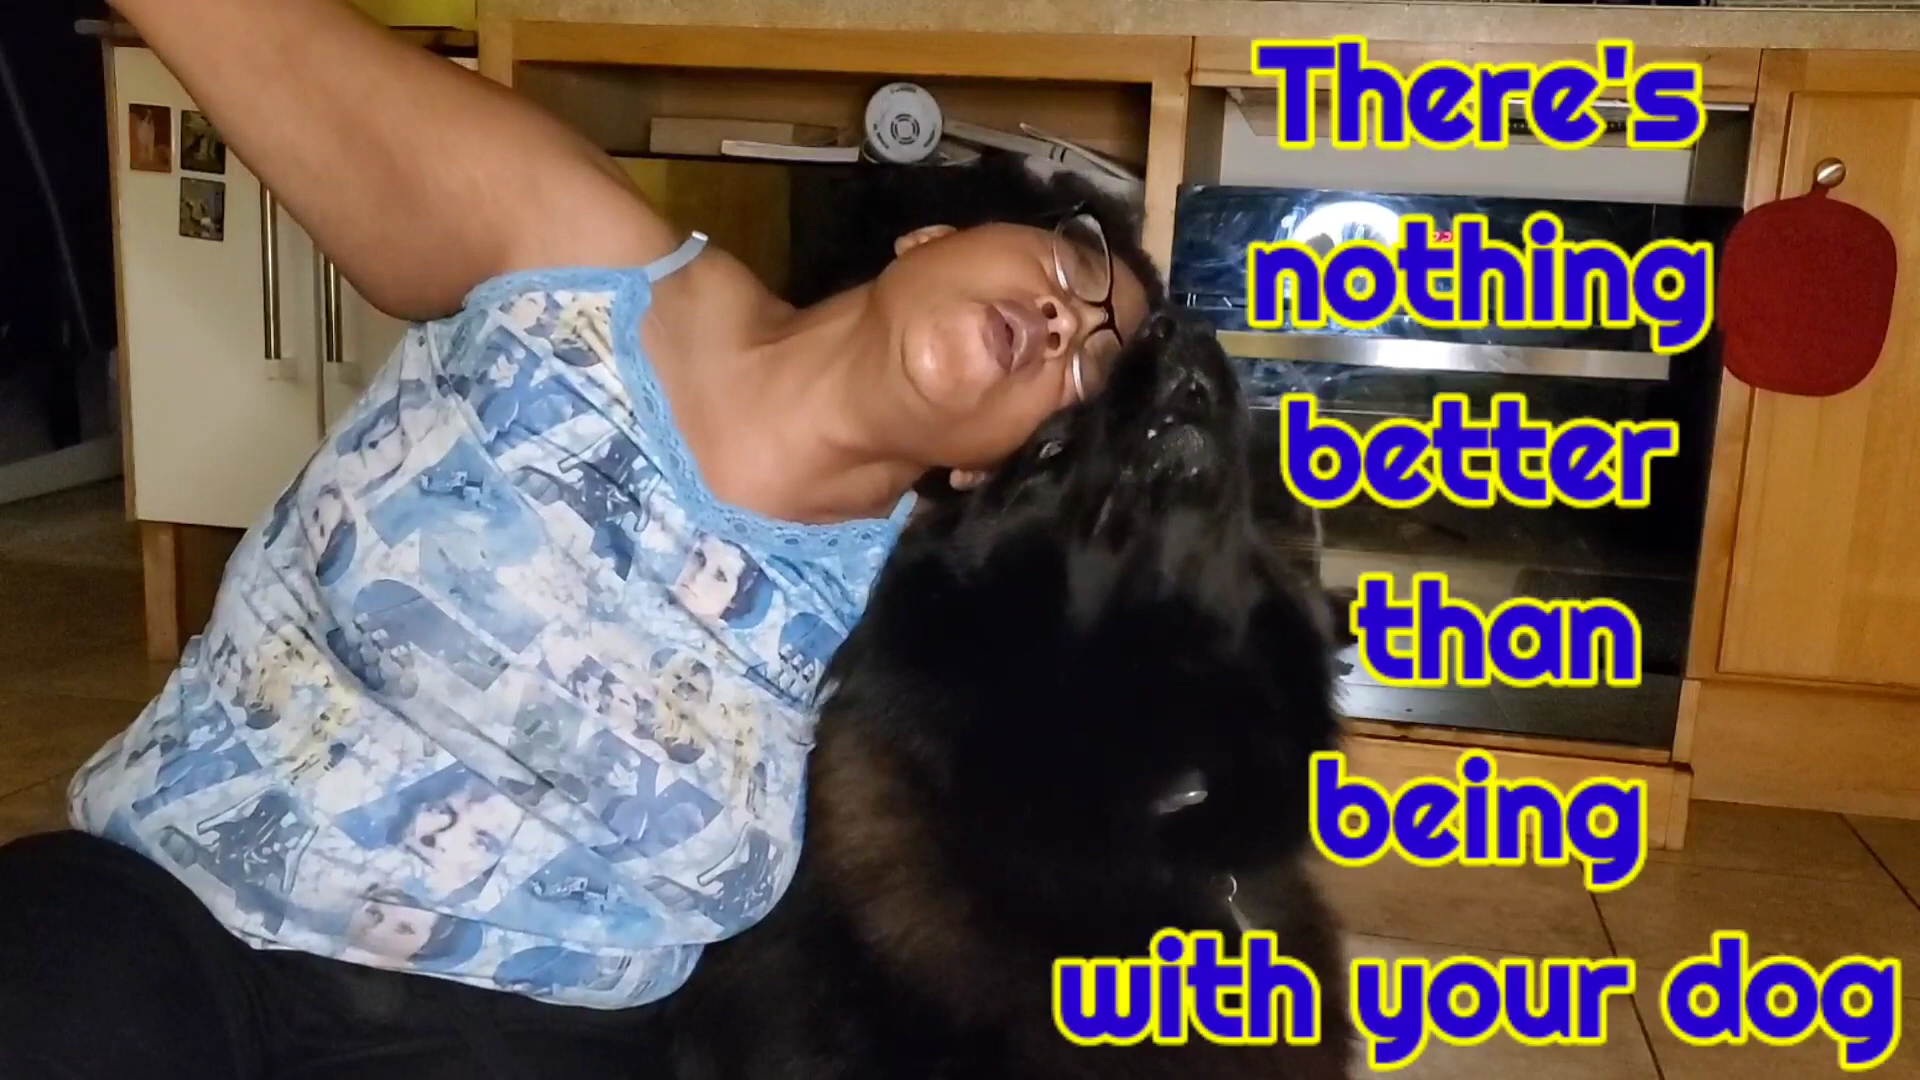 There's
nothing
better
than
being
with your dog